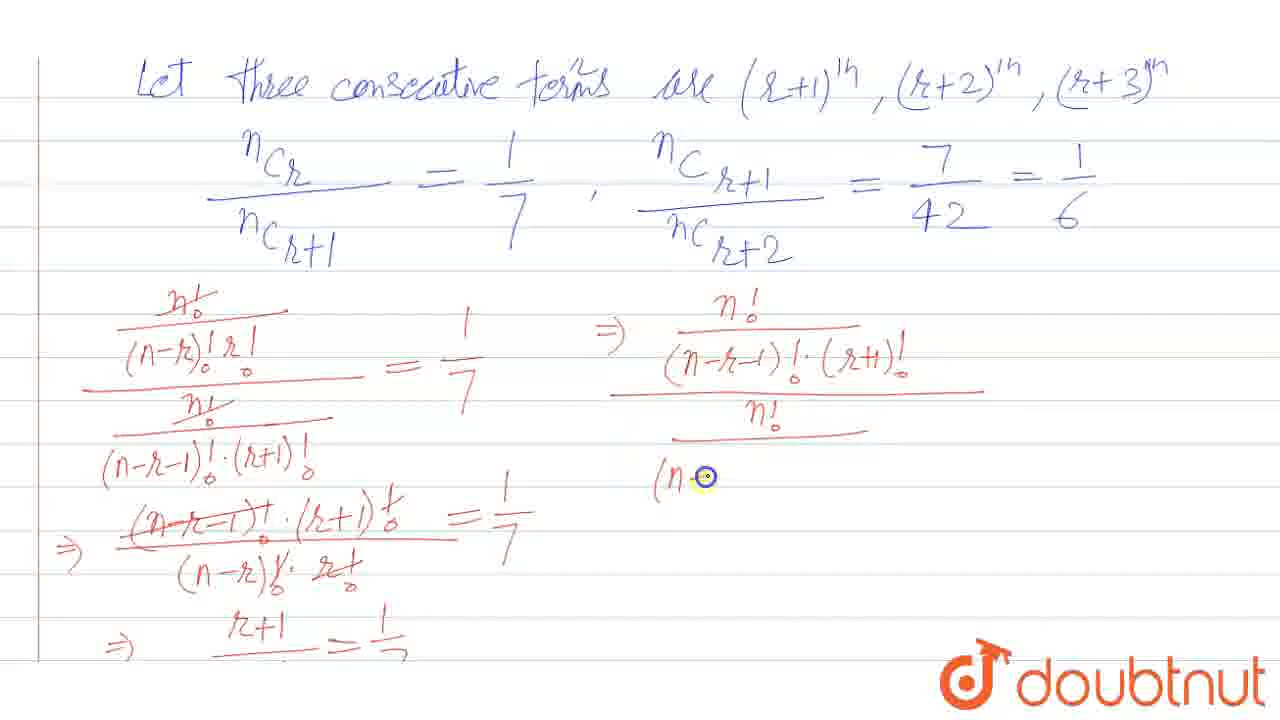 Let three consecutive terms are (r+1)^th, (r+2)^th, (r+3)^th
nCr / nCr+1 = 1/7 , nCr+1 / nCr+2 = 7/42 = 1/6
(n! / (n-r)! r!) / (n! / (n-r-1)!·(r+1)!) = 1/7
⇒ (n-r-1)!·(r+1)! / (n-r)!· r! = 1/7
⇒ r+1 / = 1/7
⇒ (n! / (n-r-1)!·(r+1)!) / (n! / (n-
doubtnut